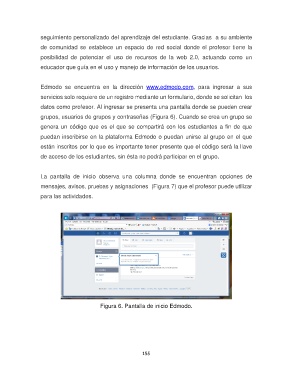 seguimiento personalizado del aprendizaje del estudiante. Gracias a su ambiente
de comunidad se establece un espacio de red social donde el profesor tiene la
posibilidad de potenciar el uso de recursos de la web 2.0, actuando como un
educador que guía en el uso y manejo de información de los usuarios.
Edmodo se encuentra en la dirección www.edmodo.com, para ingresar a sus
servicios solo requiere de un registro mediante un formulario, donde se solicitan los
datos como profesor. Al ingresar se presenta una pantalla donde se pueden crear
grupos, usuarios de grupos y contraseñas (Figura 6). Cuando se crea un grupo se
genera un código que es el que se compartirá con los estudiantes a fin de que
puedan inscribirse en la plataforma Edmodo o puedan unirse al grupo en el que
están inscritos por lo que es importante tener presente que el código será la llave
de acceso de los estudiantes, sin ésta no podrá participar en el grupo.
La pantalla de inicio observa una columna donde se encuentran opciones de
mensajes, avisos, pruebas y asignaciones (Figura 7) que el profesor puede utilizar
para las actividades.
Figura 6. Pantalla de inicio Edmodo.
155